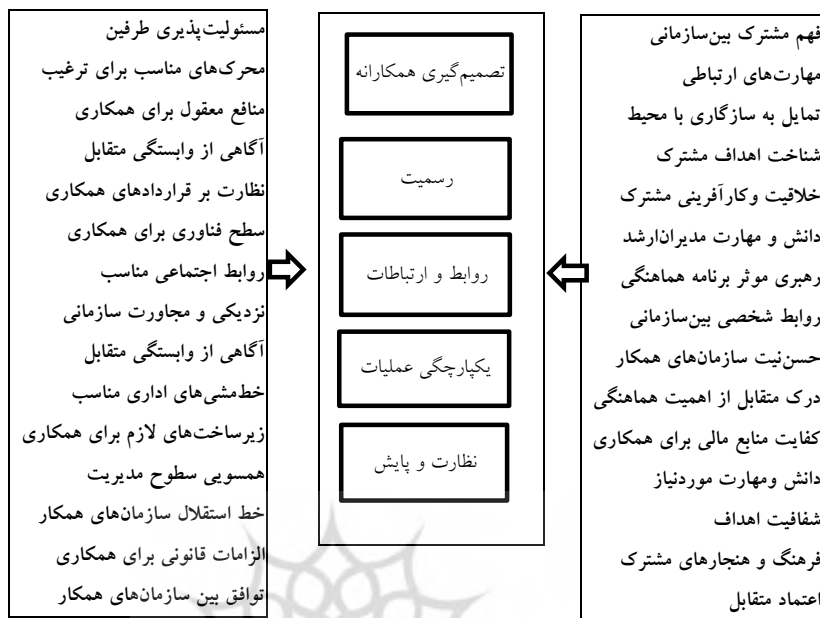 فهم مشترک بین‌سازمانی
مهارت‌های ارتباطی
تمایل به سازگاری با محیط
شناخت اهداف مشترک
خلاقیت وکارآفرینی مشترک
دانش و مهارت مدیران‌ارشد
رهبری موثر برنامه هماهنگی
روابط شخصی بین‌سازمانی
حسن‌نیت سازمان‌های همکار
درک متقابل از اهمیت هماهنگی
کفایت منابع مالی برای همکاری
دانش ومهارت موردنیاز
شفافیت اهداف
فرهنگ و هنجارهای مشترک
اعتماد متقابل
تصمیم‌گیری همکارانه
رسمیت
روابط و ارتباطات
یکپارچگی عملیات
نظارت و پایش
مسئولیت‌پذیری طرفین
محرک‌های مناسب برای ترغیب
منافع معقول برای همکاری
آگاهی از وابستگی متقابل
نظارت بر قراردادهای همکاری
سطح فناوری برای همکاری
روابط اجتماعی مناسب
نزدیکی و مجاورت سازمانی
آگاهی از وابستگی متقابل
خط‌مشی‌های اداری مناسب
زیرساخت‌های لازم برای همکاری
همسویی سطوح مدیریت
خط استقلال سازمان‌های همکار
الزامات قانونی برای همکاری
توافق بین سازمان‌های همکار